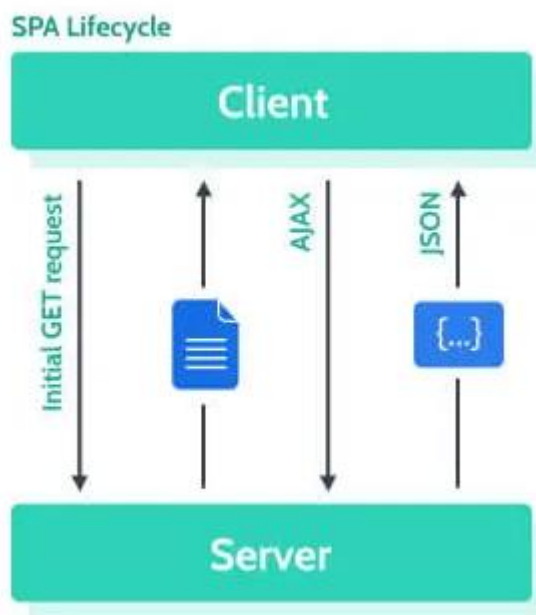 SPA Lifecycle
Client
Initial GET request
AJAX
JSON
{...}
Server